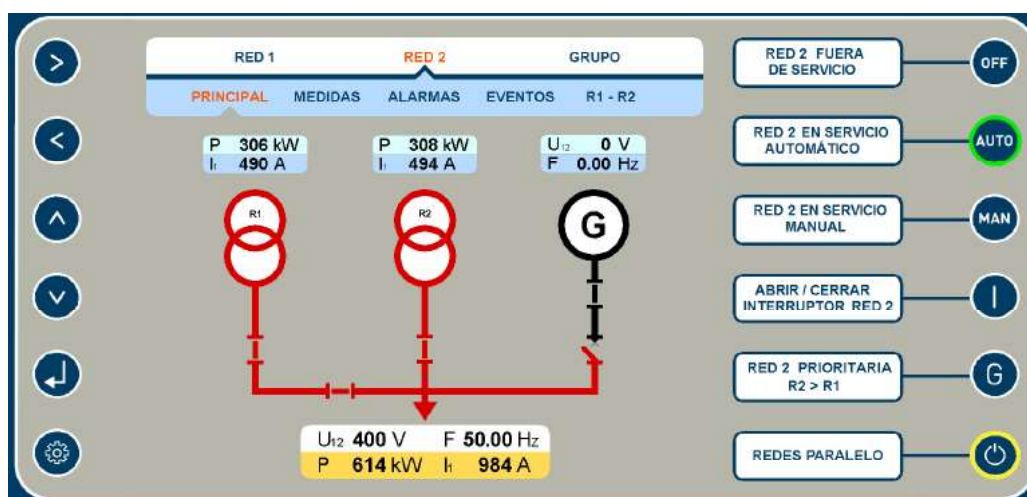 RED 1 RED 2 GRUPO
PRINCIPAL MEDIDAS ALARMAS EVENTOS R1 - R2
P 306 kW
I₁ 490 A
P 308 kW
I₁ 494 A
U₁₂ 0 V
F 0.00 Hz
R1
R2
G
U₁₂ 400 V F 50.00 Hz
P 614 kW I₁ 984 A
RED 2 FUERA
DE SERVICIO
OFF
RED 2 EN SERVICIO
AUTOMÁTICO
AUTO
RED 2 EN SERVICIO
MANUAL
MAN
ABRIR / CERRAR
INTERRUPTOR RED 2
I
RED 2 PRIORITARIA
R2 > R1
G
REDES PARALELO